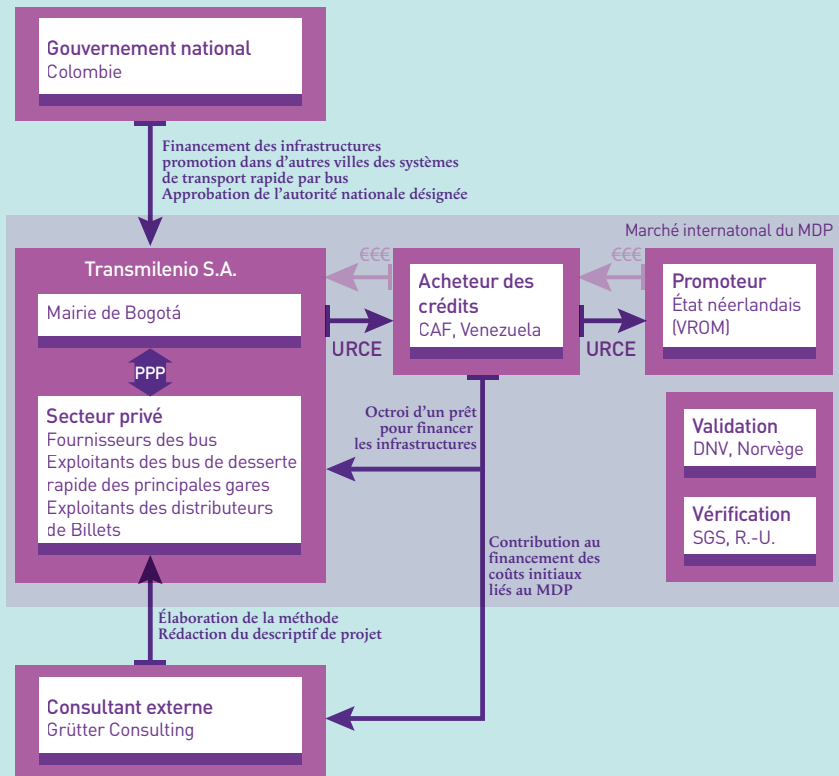 Gouvernement national
Colombie
Financement des infrastructures
promotion dans d'autres villes des systèmes
de transport rapide par bus
Approbation de l'autorité nationale désignée
Marché internatonal du MDP
Transmilenio S.A.
Mairie de Bogotá
PPP
Secteur privé
Fournisseurs des bus
Exploitants des bus de desserte
rapide des principales gares
Exploitants des distributeurs
de Billets
€€€
URCE
Acheteur des
crédits
CAF, Venezuela
€€€
URCE
Promoteur
État néerlandais
(VROM)
Octroi d'un prêt
pour financer
les infrastructures
Validation
DNV, Norvège
Vérification
SGS, R.-U.
Contribution au
financement des
coûts initiaux
liés au MDP
Élaboration de la méthode
Rédaction du descriptif de projet
Consultant externe
Grütter Consulting